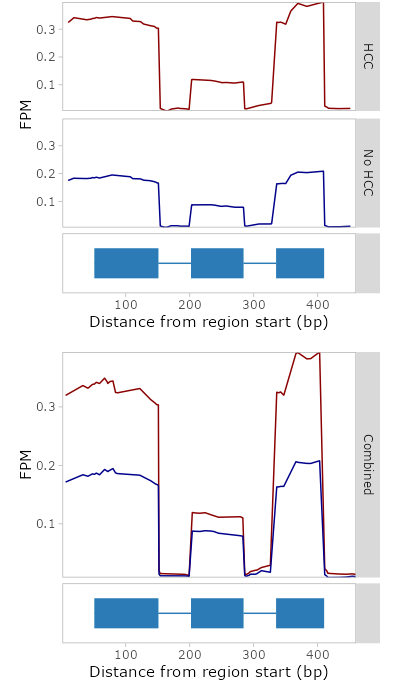 0.3
0.2
0.1
HCC
FPM
0.3
0.2
0.1
No HCC
100 200 300 400
Distance from region start (bp)
0.3
0.2
0.1
FPM
Combined
100 200 300 400
Distance from region start (bp)